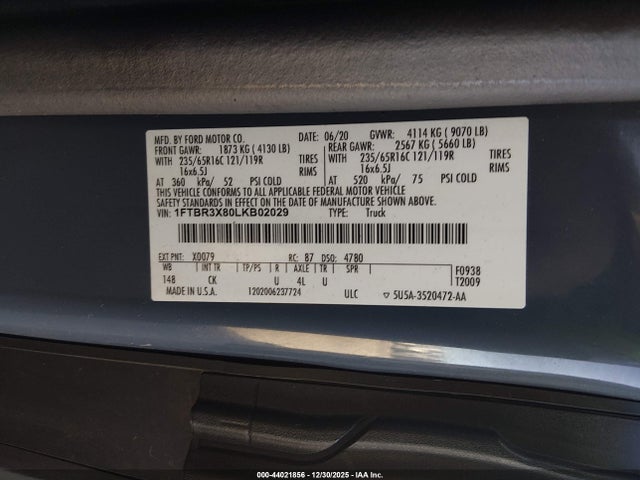 MFD. BY FORD MOTOR CO. 06/20 GVWR: 4114 KG ( 9070 LB)
FRONT GAWR: 1873 KG ( 4130 LB) REAR GAWR: 2567 KG ( 5660 LB)
WITH 235/65R16C 121/119R TIRES WITH 235/65R16C 121/119R TIRES
16x6.5J RIMS 16x6.5J RIMS
AT 360 kPa/ 52 PSI COLD AT 520 kPa/ 75 PSI COLD
THIS VEHICLE CONFORMS TO ALL APPLICABLE FEDERAL MOTOR VEHICLE
SAFETY STANDARDS IN EFFECT ON THE DATE OF MANUFACTURE SHOWN ABOVE.
VIN: 1FTBR3X80LKB02029 TYPE: Truck
EXT PNT: X0079 RC: 87 DSO: 4780
WB INT TR TP/PS R AXLE TR SPR F0938
148 CK U 4L U T2009
MADE IN U.S.A. 1202006237724 ULC ▽ 5U5A-3520472-AA
000-44021856 - 12/30/2025 - IAA Inc.